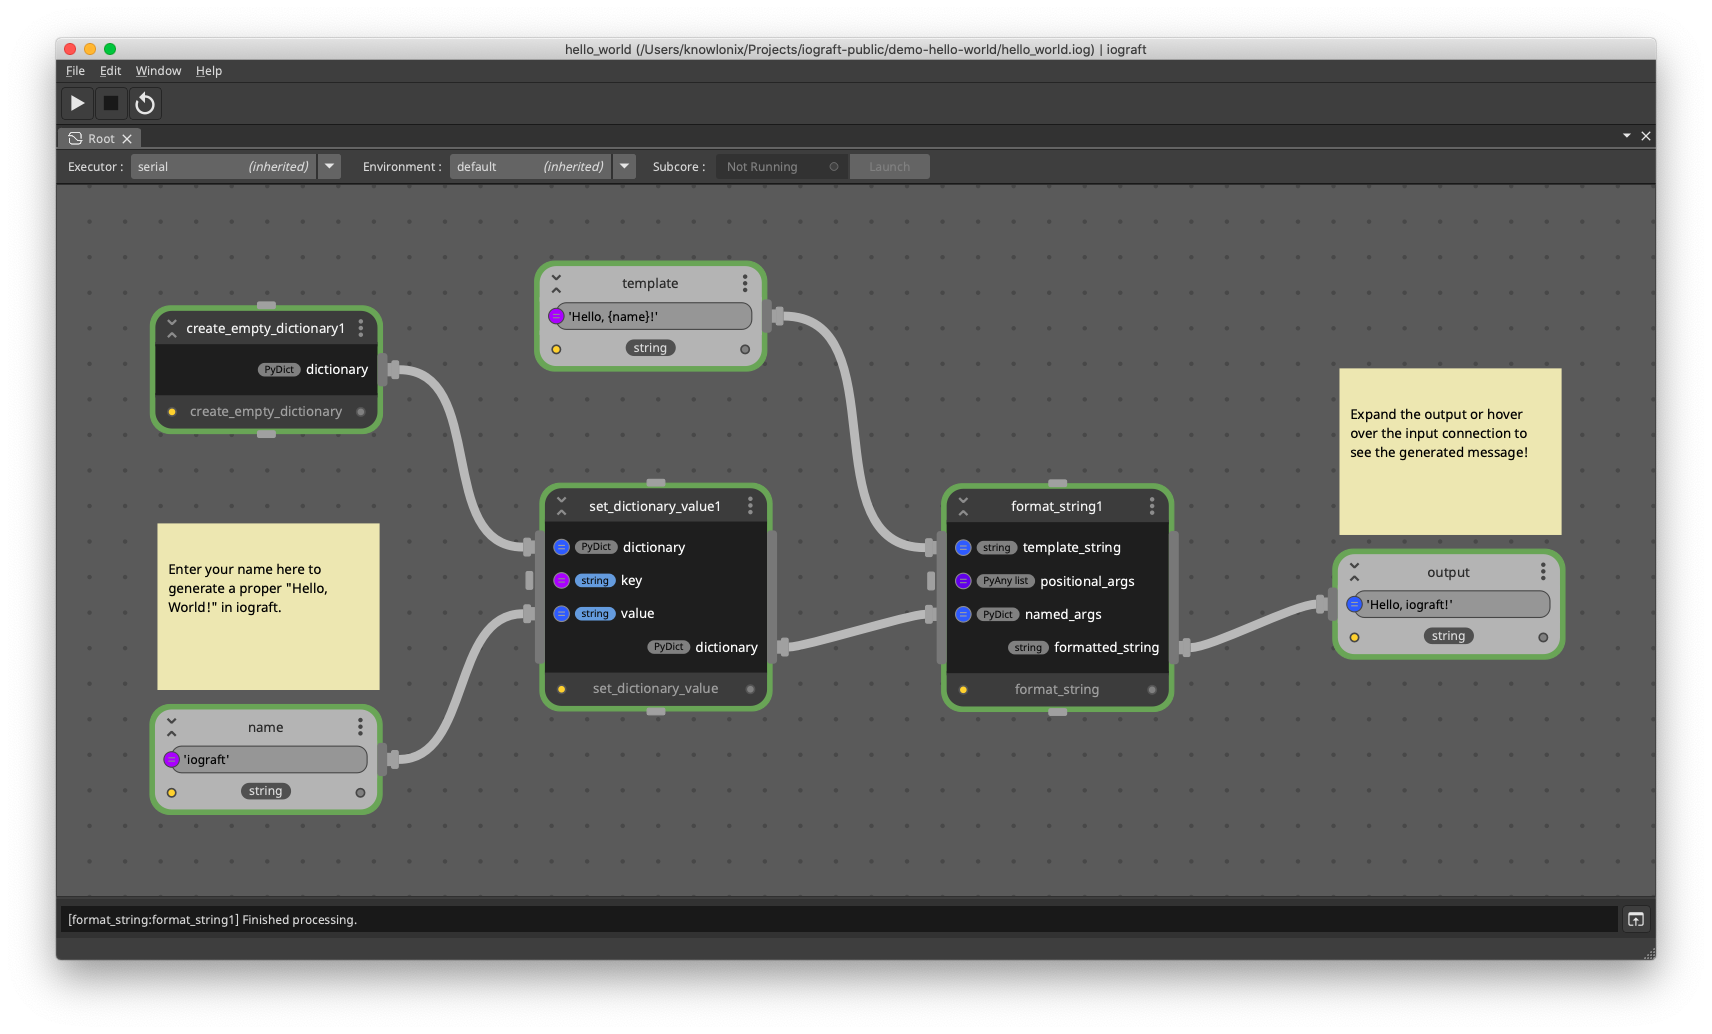 hello_world (/Users/knowlonix/Projects/iograft-public/demo-hello-world/hello_world.iog) | iograft
File Edit Window Help
Root
Executor : serial (inherited) Environment : default (inherited) Subcore : Not Running Launch
create_empty_dictionary1
PyDict dictionary
create_empty_dictionary
template
'Hello, {name}!'
string
Enter your name here to
generate a proper "Hello,
World!" in iograft.
name
'iograft'
string
set_dictionary_value1
PyDict dictionary
string key
string value
PyDict dictionary
set_dictionary_value
format_string1
string template_string
PyAny list positional_args
PyDict named_args
string formatted_string
format_string
Expand the output or hover
over the input connection to
see the generated message!
output
'Hello, iograft!'
string
[format_string:format_string1] Finished processing.